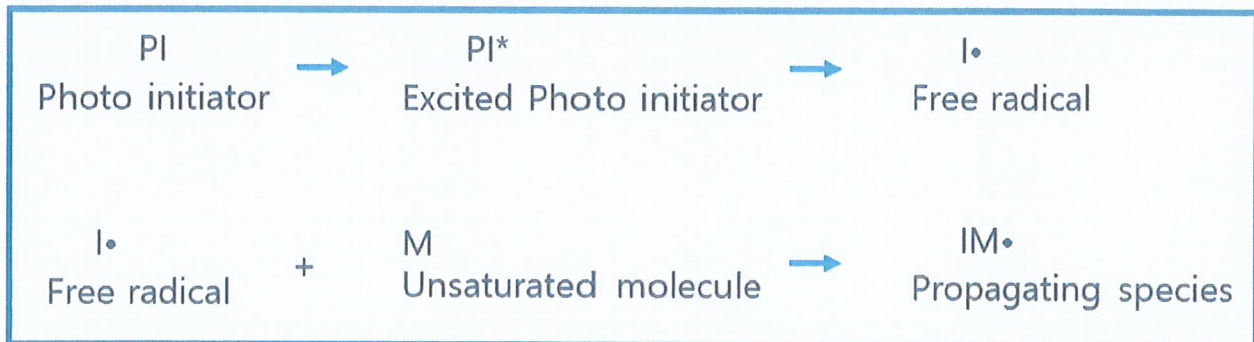 PI PI* I•
Photo initiator Excited Photo initiator Free radical
I• + M IM•
Free radical Unsaturated molecule Propagating species